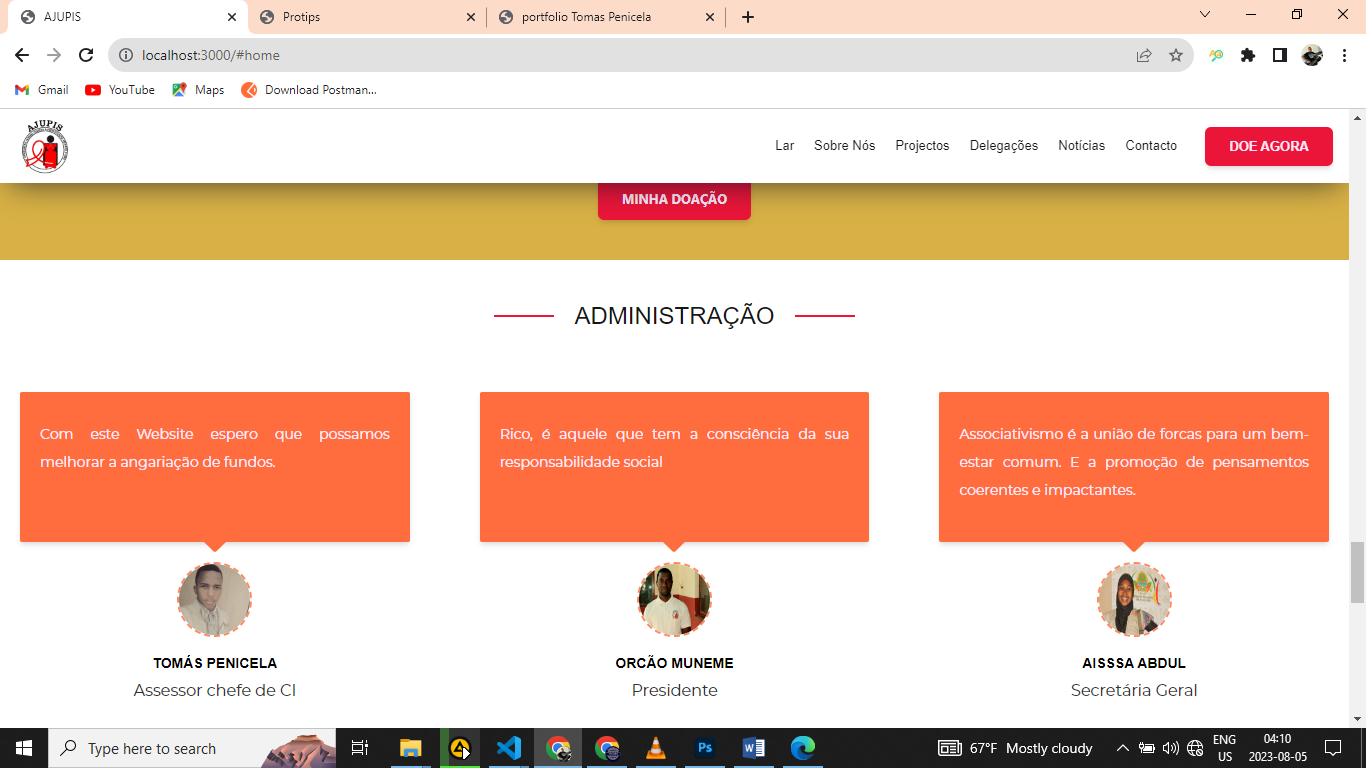 AJUPIS
Protips
portfolio Tomas Penicela
localhost:3000/#home
Gmail
YouTube
Maps
Download Postman...
AJUPIS
Lar
Sobre Nós
Projectos
Delegações
Notícias
Contacto
DOE AGORA
MINHA DOAÇÃO
ADMINISTRAÇÃO
Com este Website espero que possamos
melhorar a angariação de fundos.
Rico, é aquele que tem a consciência da sua
responsabilidade social
Associativismo é a união de forcas para um bem-
estar comum. E a promoção de pensamentos
coerentes e impactantes.
TOMÁS PENICELA
Assessor chefe de CI
ORCÃO MUNEME
Presidente
AISSSA ABDUL
Secretária Geral
Type here to search
Ps
W
67°F Mostly cloudy
ENG
US
04:10
2023-08-05